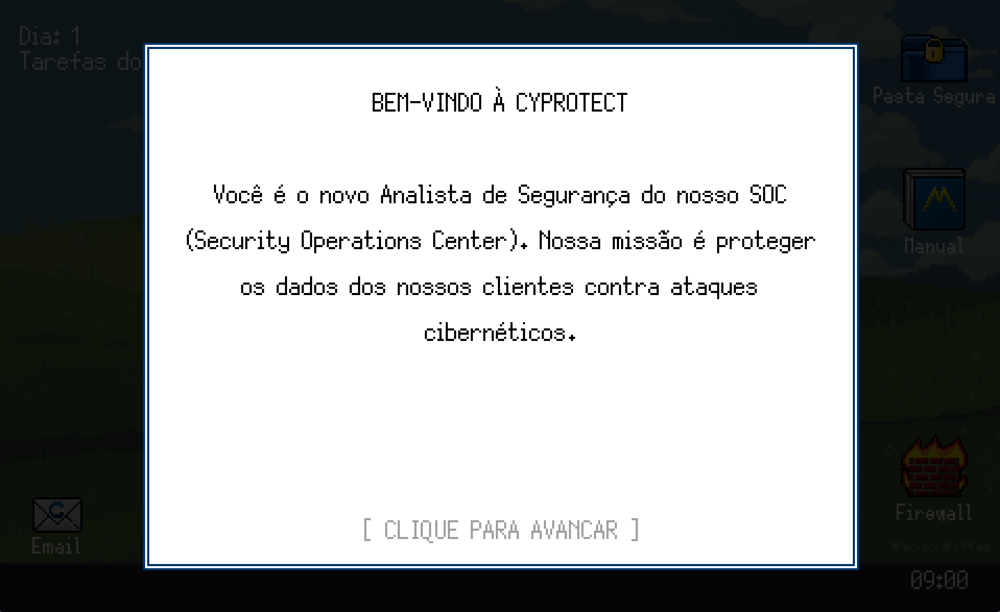 Dia: 1
Tarefas do
BEM-VINDO À CYPROTECT
Você é o novo Analista de Segurança do nosso SOC
(Security Operations Center). Nossa missão é proteger
os dados dos nossos clientes contra ataques
cibernéticos.
[ CLIQUE PARA AVANCAR ]
Pasta Segura
M
Manual
Firewall
C
Email
09:00